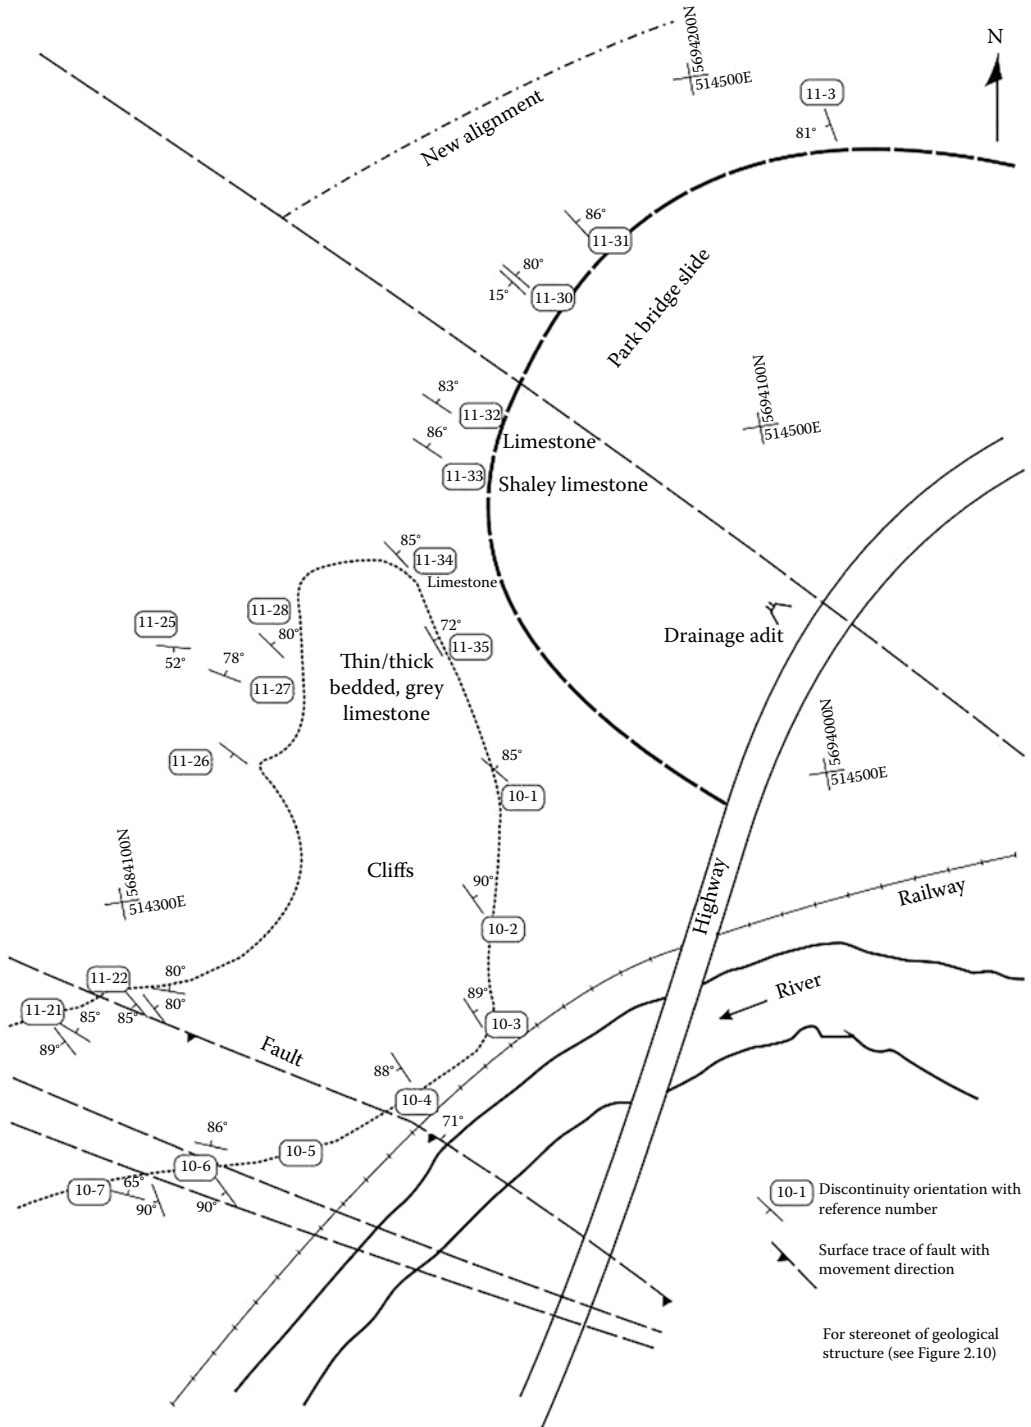 5694200N
514500E
N
11-3
81°
New alignment
86°
11-31
80°
15°
11-30
Park bridge slide
5694100N
514500E
83°
11-32
Limestone
86°
11-33
Shaley limestone
85°
11-34
Limestone
11-25
52°
11-28
80°
78°
11-27
72°
11-35
Thin/thick
bedded, grey
limestone
Drainage adit
5694000N
514500E
11-26
85°
10-1
5684100N
514300E
Cliffs
90°
10-2
Highway
Railway
11-22
80°
80°
85°
11-21
85°
89°
89°
10-3
River
Fault
88°
10-4
71°
86°
10-5
10-6
90°
10-7
65°
90°
10-1
Discontinuity orientation with
reference number
Surface trace of fault with
movement direction
For stereonet of geological
structure (see Figure 2.10)